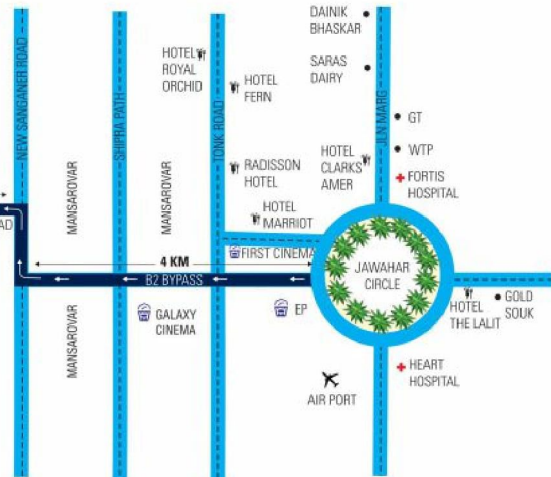 DAINIK
BHASKAR
SARAS
DAIRY
HOTEL
ROYAL
ORCHID
HOTEL
FERN
NEW SANGANER ROAD
SHIPRA PATH
TONK ROAD
JLN MARG
GT
WTP
HOTEL
CLARKS
AMER
FORTIS
HOSPITAL
RADISSON
HOTEL
MANSAROVAR
MANSAROVAR
HOTEL
MARRIOT
AD
FIRST CINEMA
4 KM
B2 BYPASS
JAWAHAR
CIRCLE
HOTEL
THE LALIT
GOLD
SOUK
GALAXY
CINEMA
EP
MANSAROVAR
HEART
HOSPITAL
AIR PORT